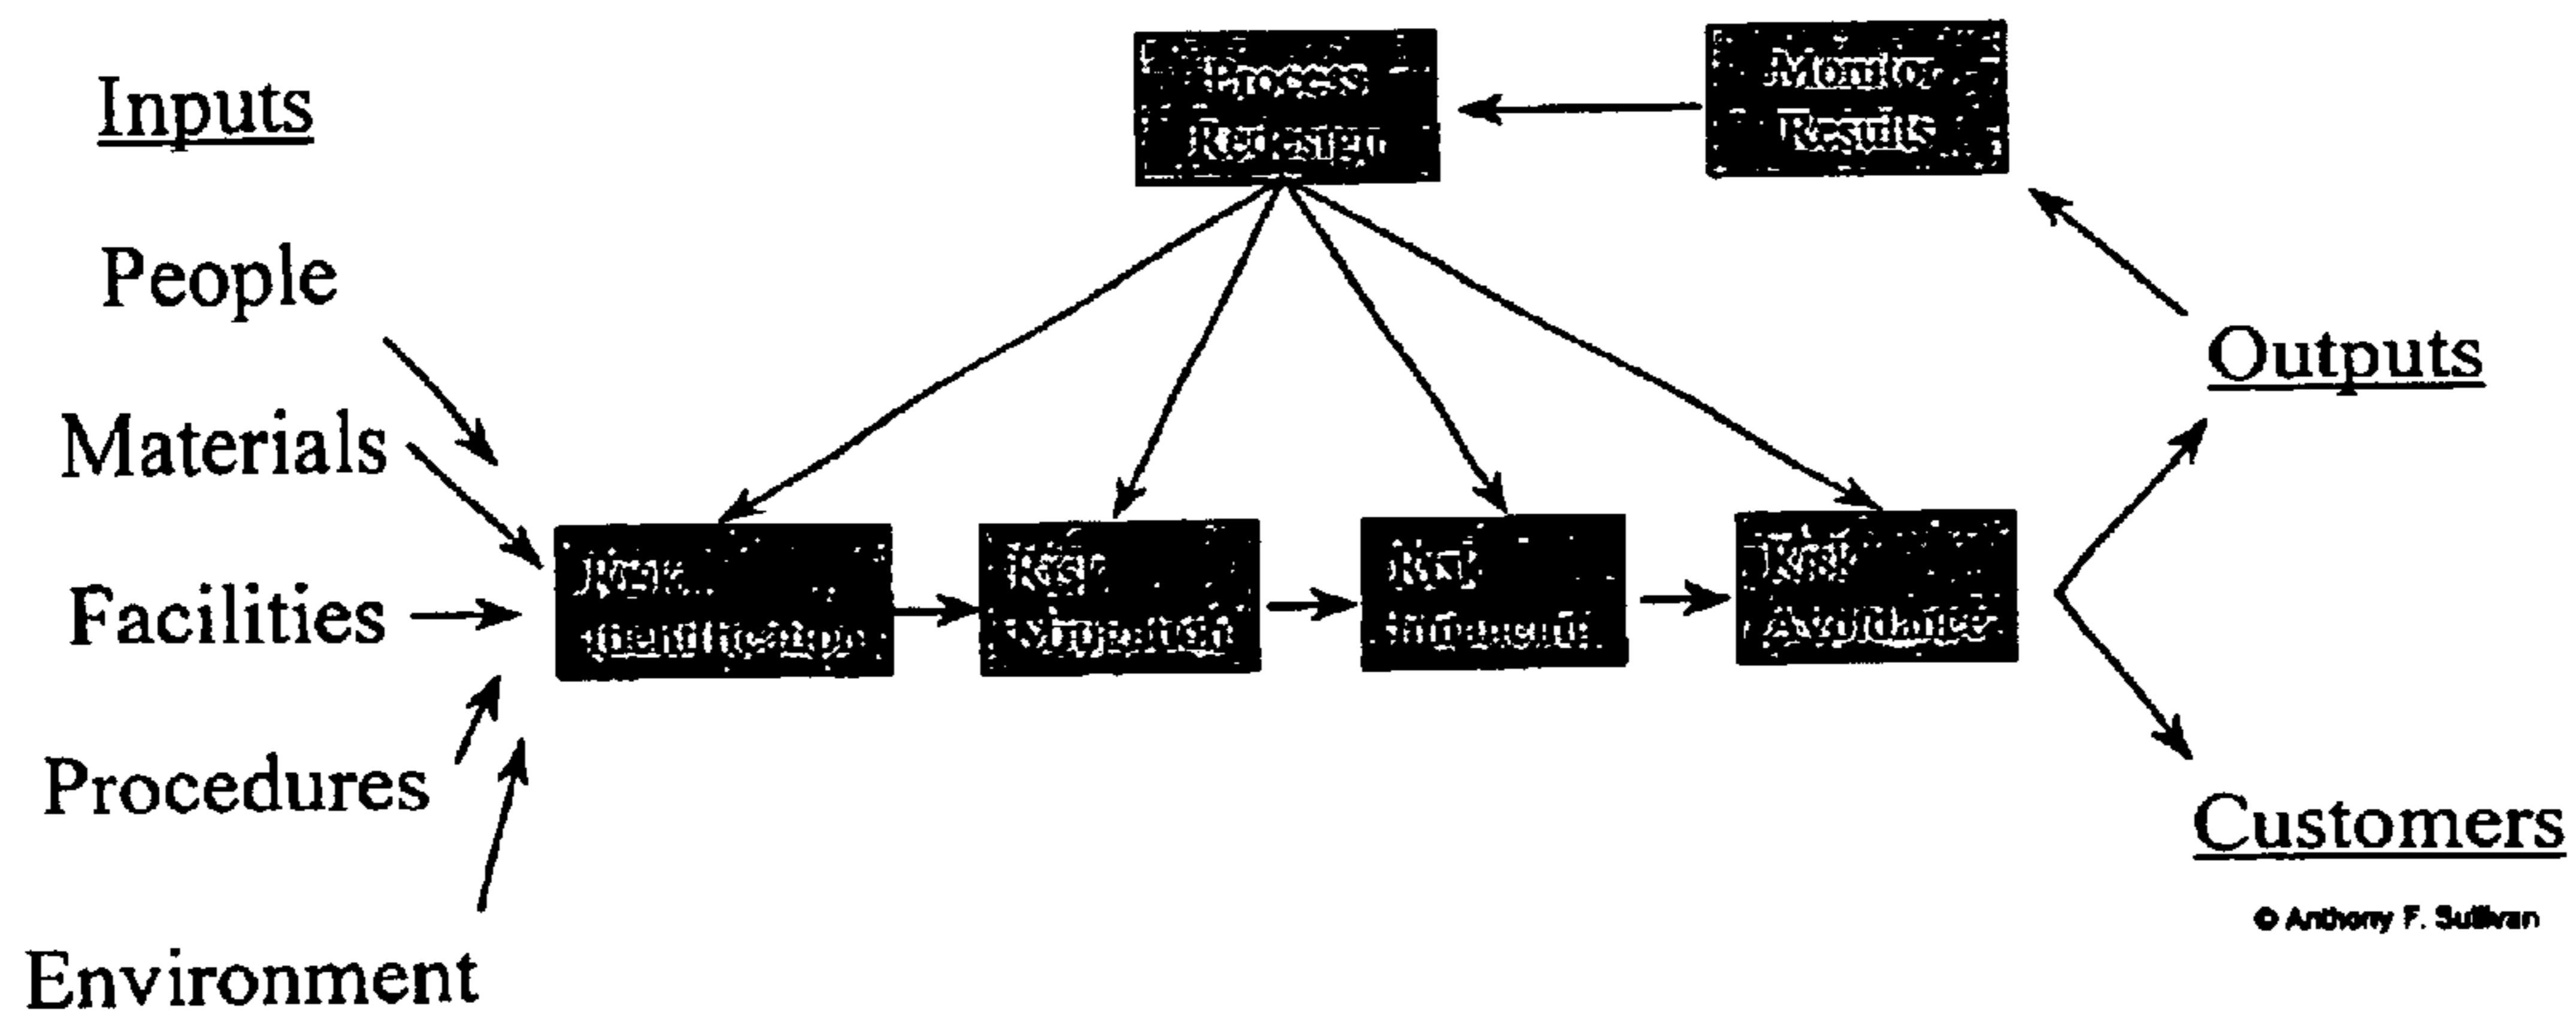 Inputs
People
Materials
Facilities
Procedures
Environment
Process
Redesign
Monitor
Results
Risk
Identification
Risk
Mitigation
Risk
Financing
Risk
Avoidance
Outputs
Customers
© Anthony F. Sullivan